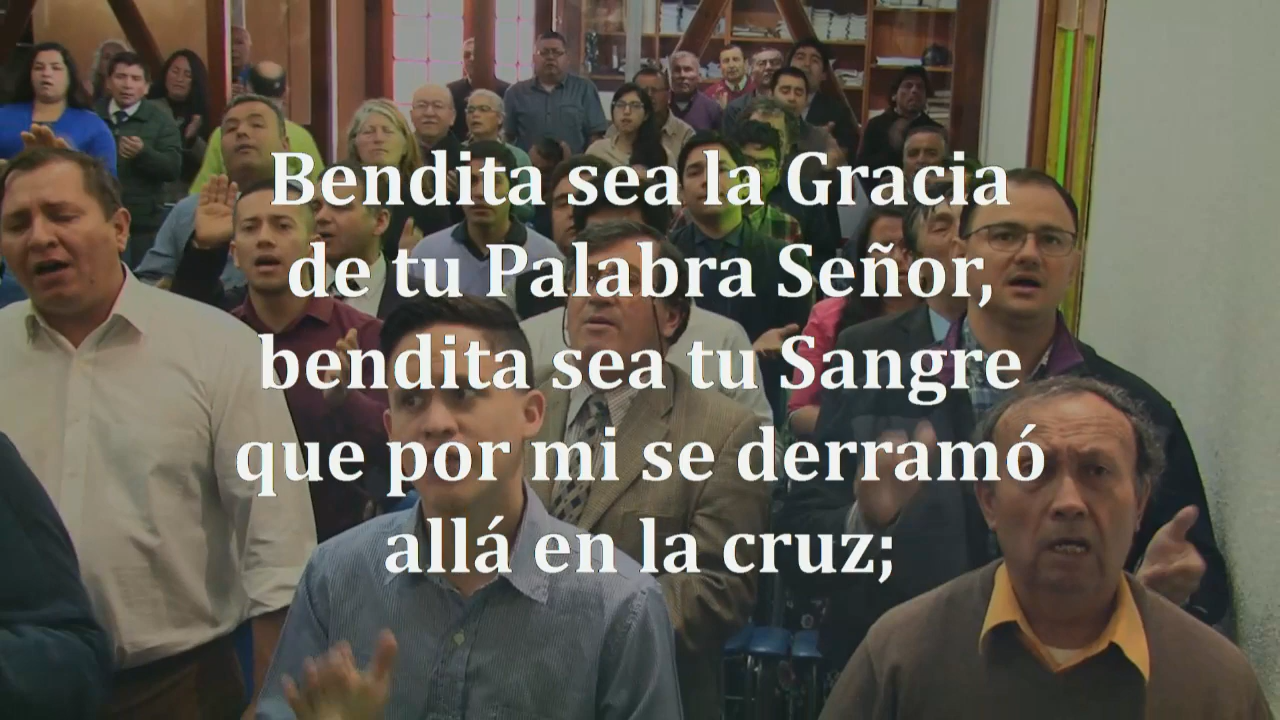 Bendita sea la Gracia
de tu Palabra Señor,
bendita sea tu Sangre
que por mi se derramó
allá en la cruz;